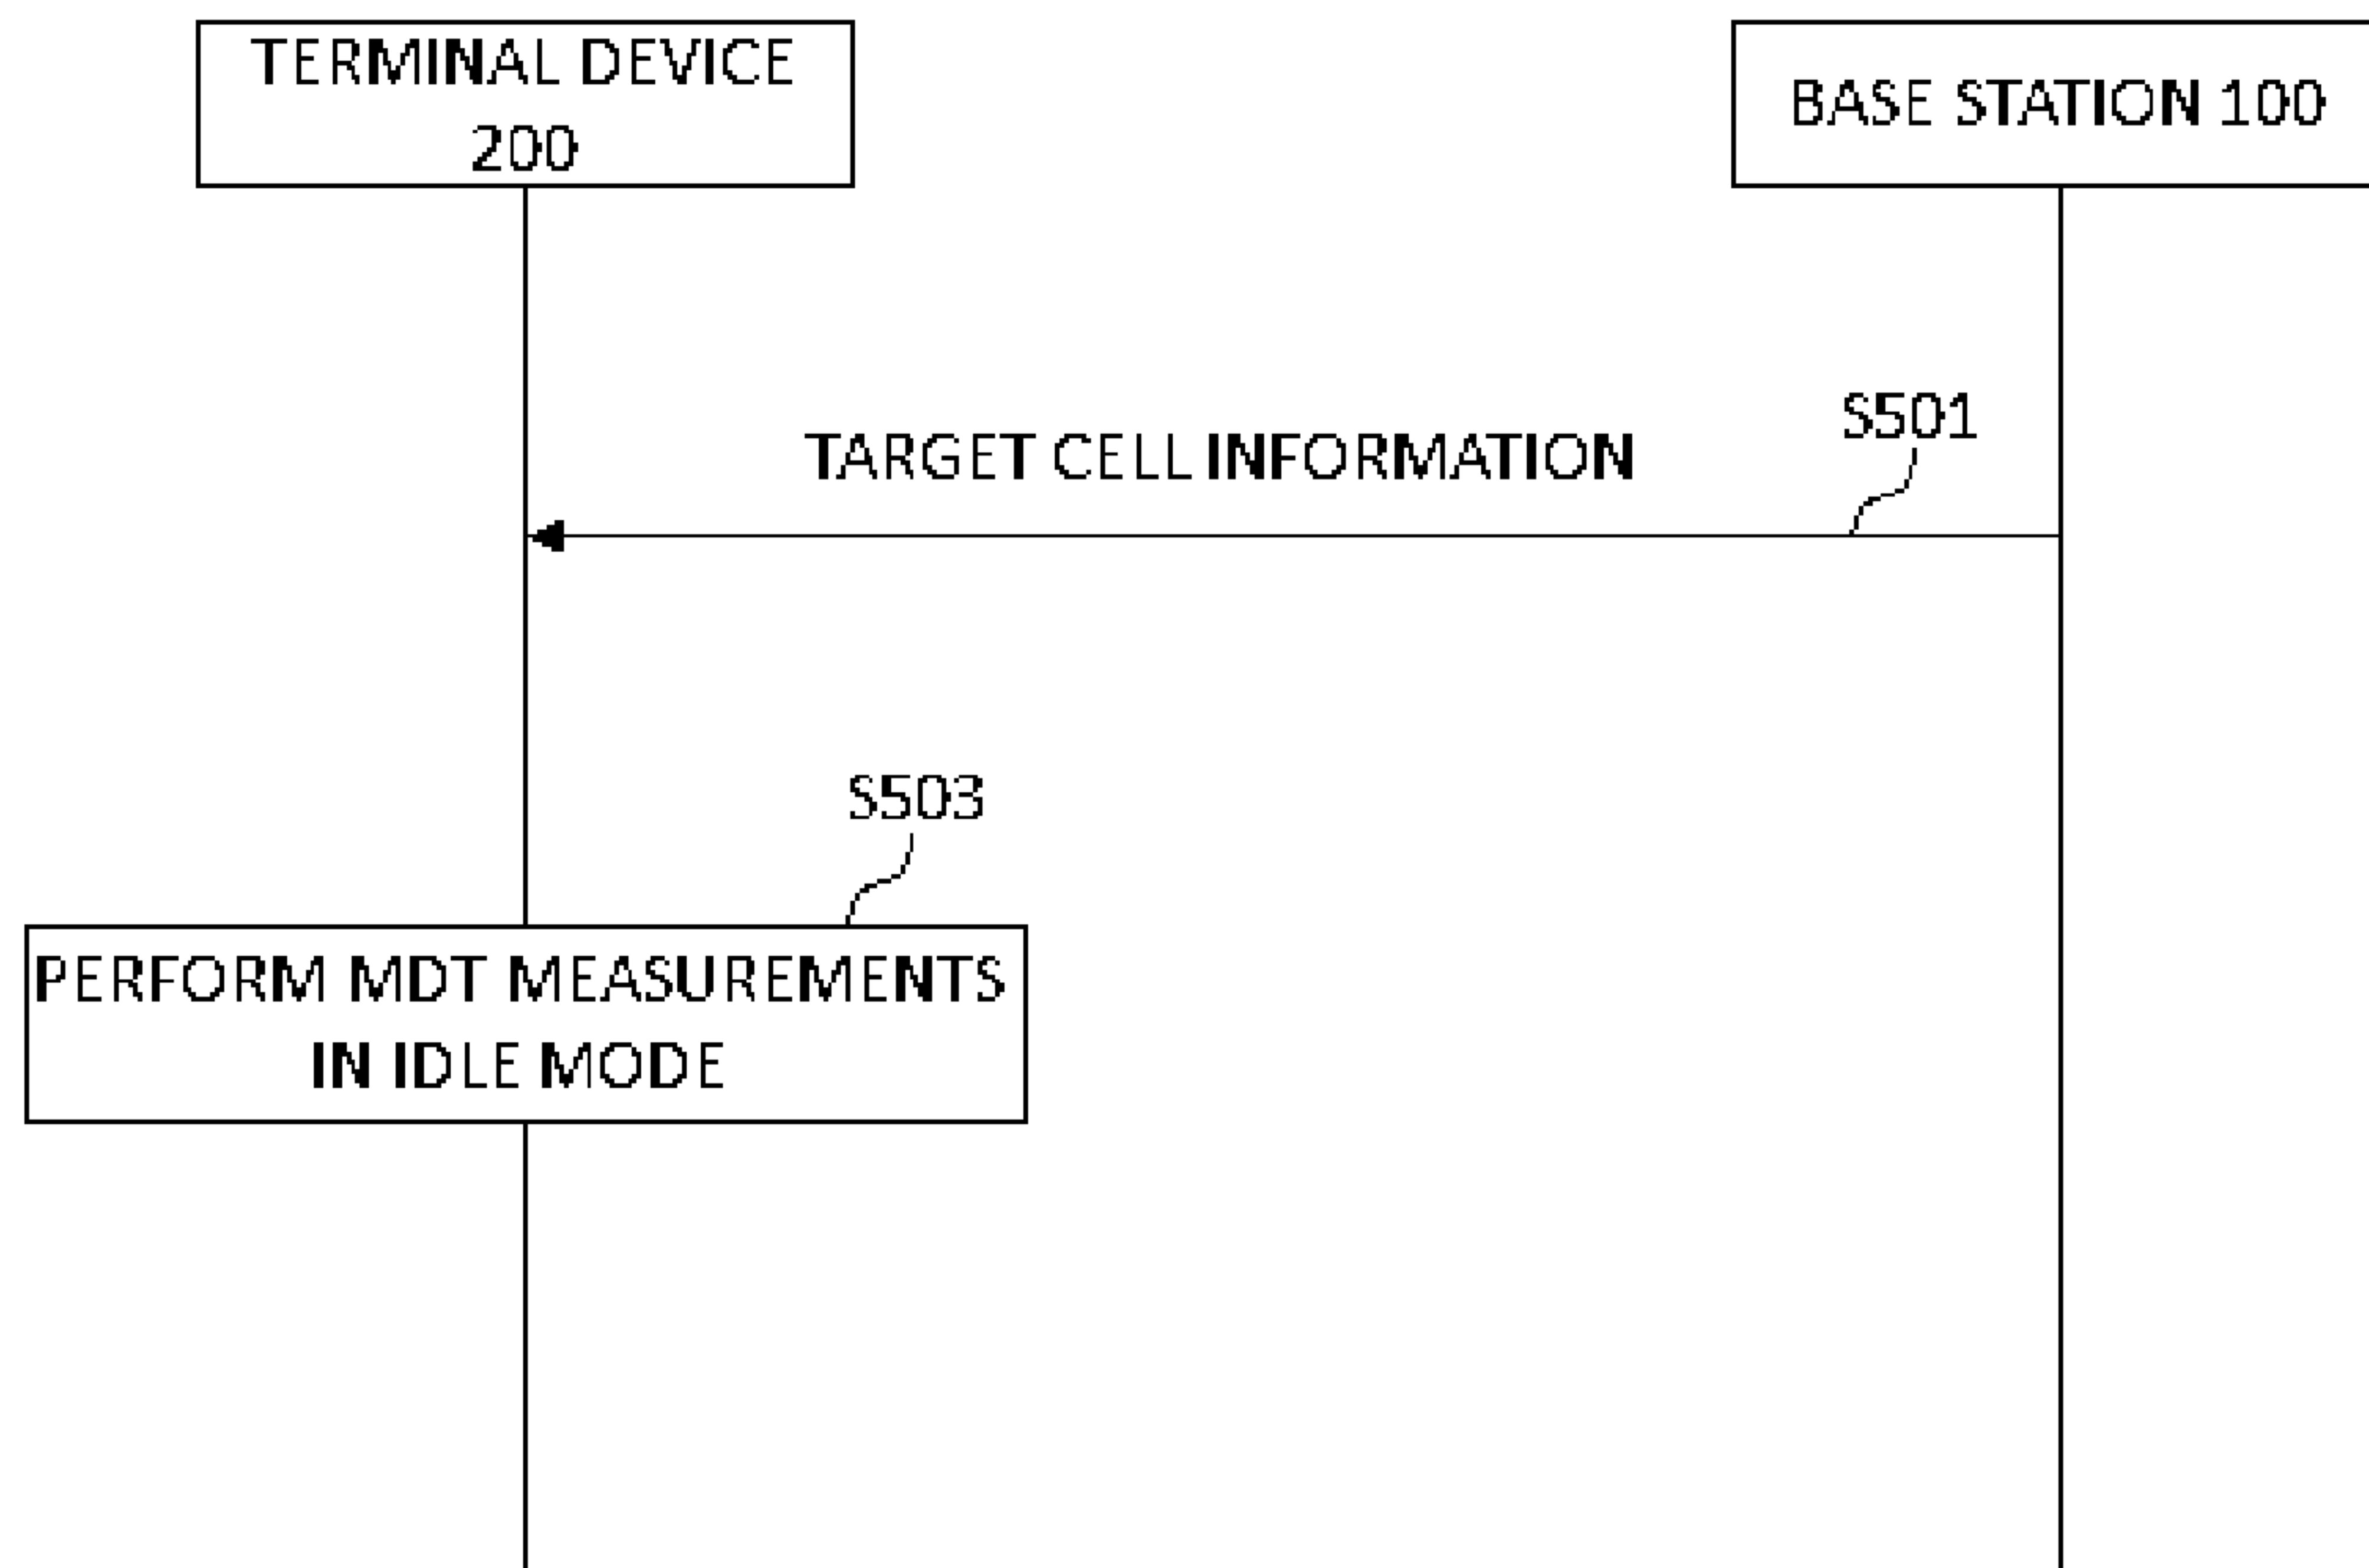 TERMINAL DEVICE
200
BASE STATION 100
S501
TARGET CELL INFORMATION
S503
PERFORM MDT MEASUREMENTS
IN IDLE MODE